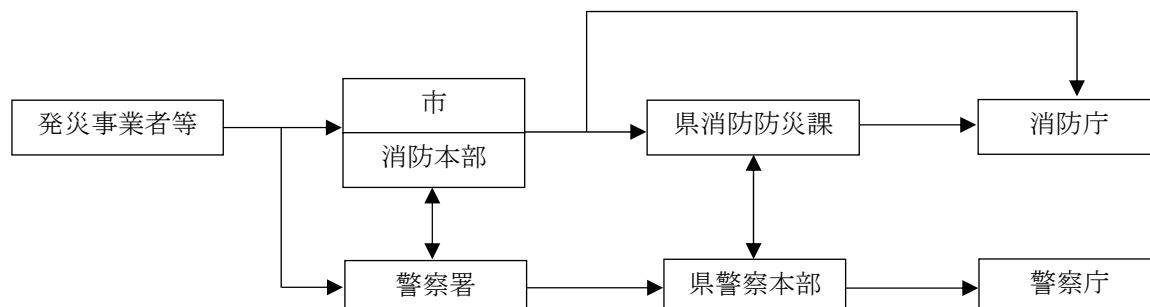 市
発災事業者等
県消防防災課
消防庁
消防本部
警察署
県警察本部
警察庁